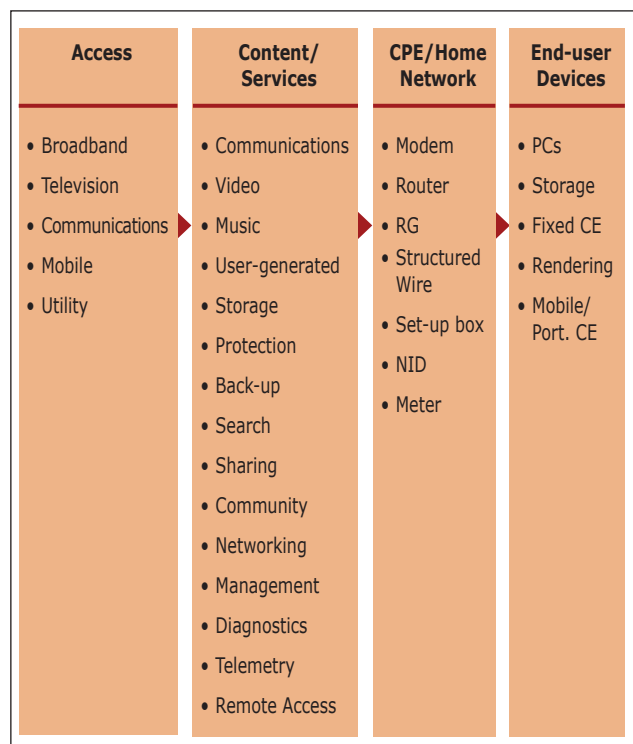 Access
• Broadband
• Television
• Communications
• Mobile
• Utility
Content/
Services
• Communications
• Video
• Music
• User-generated
• Storage
• Protection
• Back-up
• Search
• Sharing
• Community
• Networking
• Management
• Diagnostics
• Telemetry
• Remote Access
CPE/Home
Network
• Modem
• Router
• RG
• Structured
Wire
• Set-up box
• NID
• Meter
End-user
Devices
• PCs
• Storage
• Fixed CE
• Rendering
• Mobile/
Port. CE